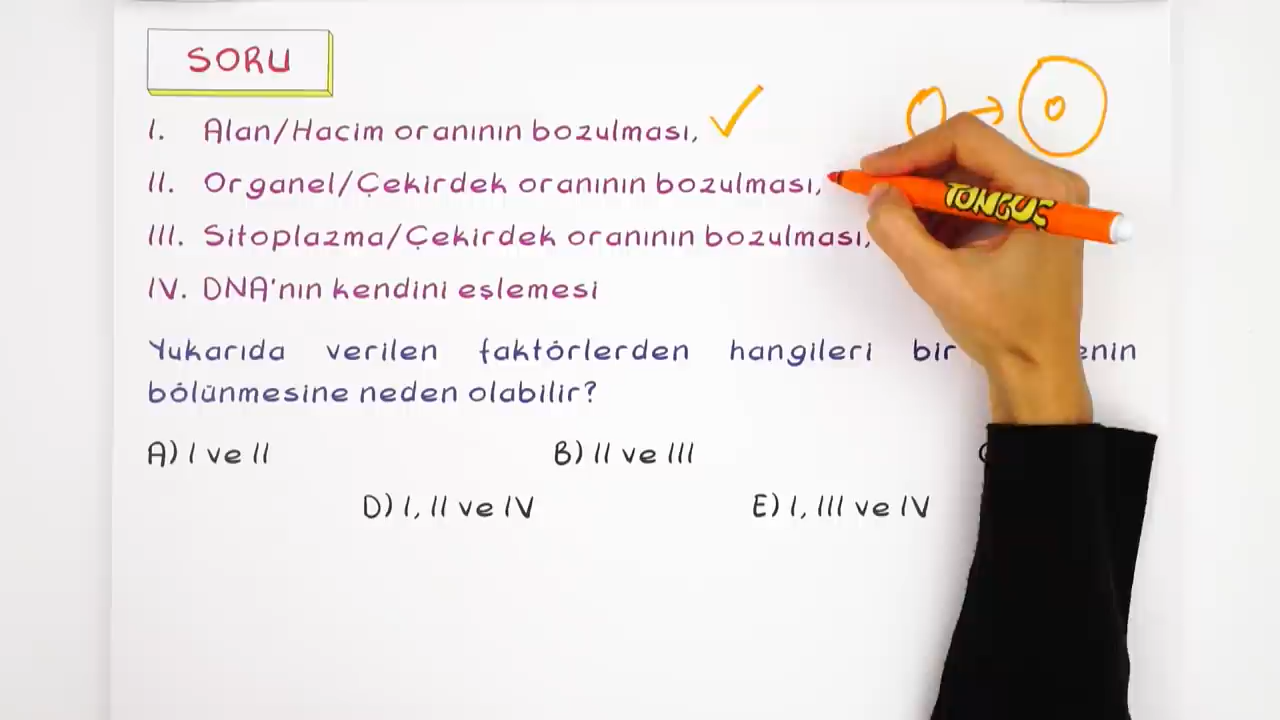 SORU
I. Alan/Hacim oranının bozulması,
II. Organel/Çekirdek oranının bozulması,
III. Sitoplazma/Çekirdek oranının bozulması,
IV. DNA'nın kendini eşlemesi
Yukarıda verilen faktörlerden hangileri bir
bölünmesine neden olabilir?
A) I ve II
B) II ve III
D) I, II ve IV
E) I, III ve IV
TONGUÇ